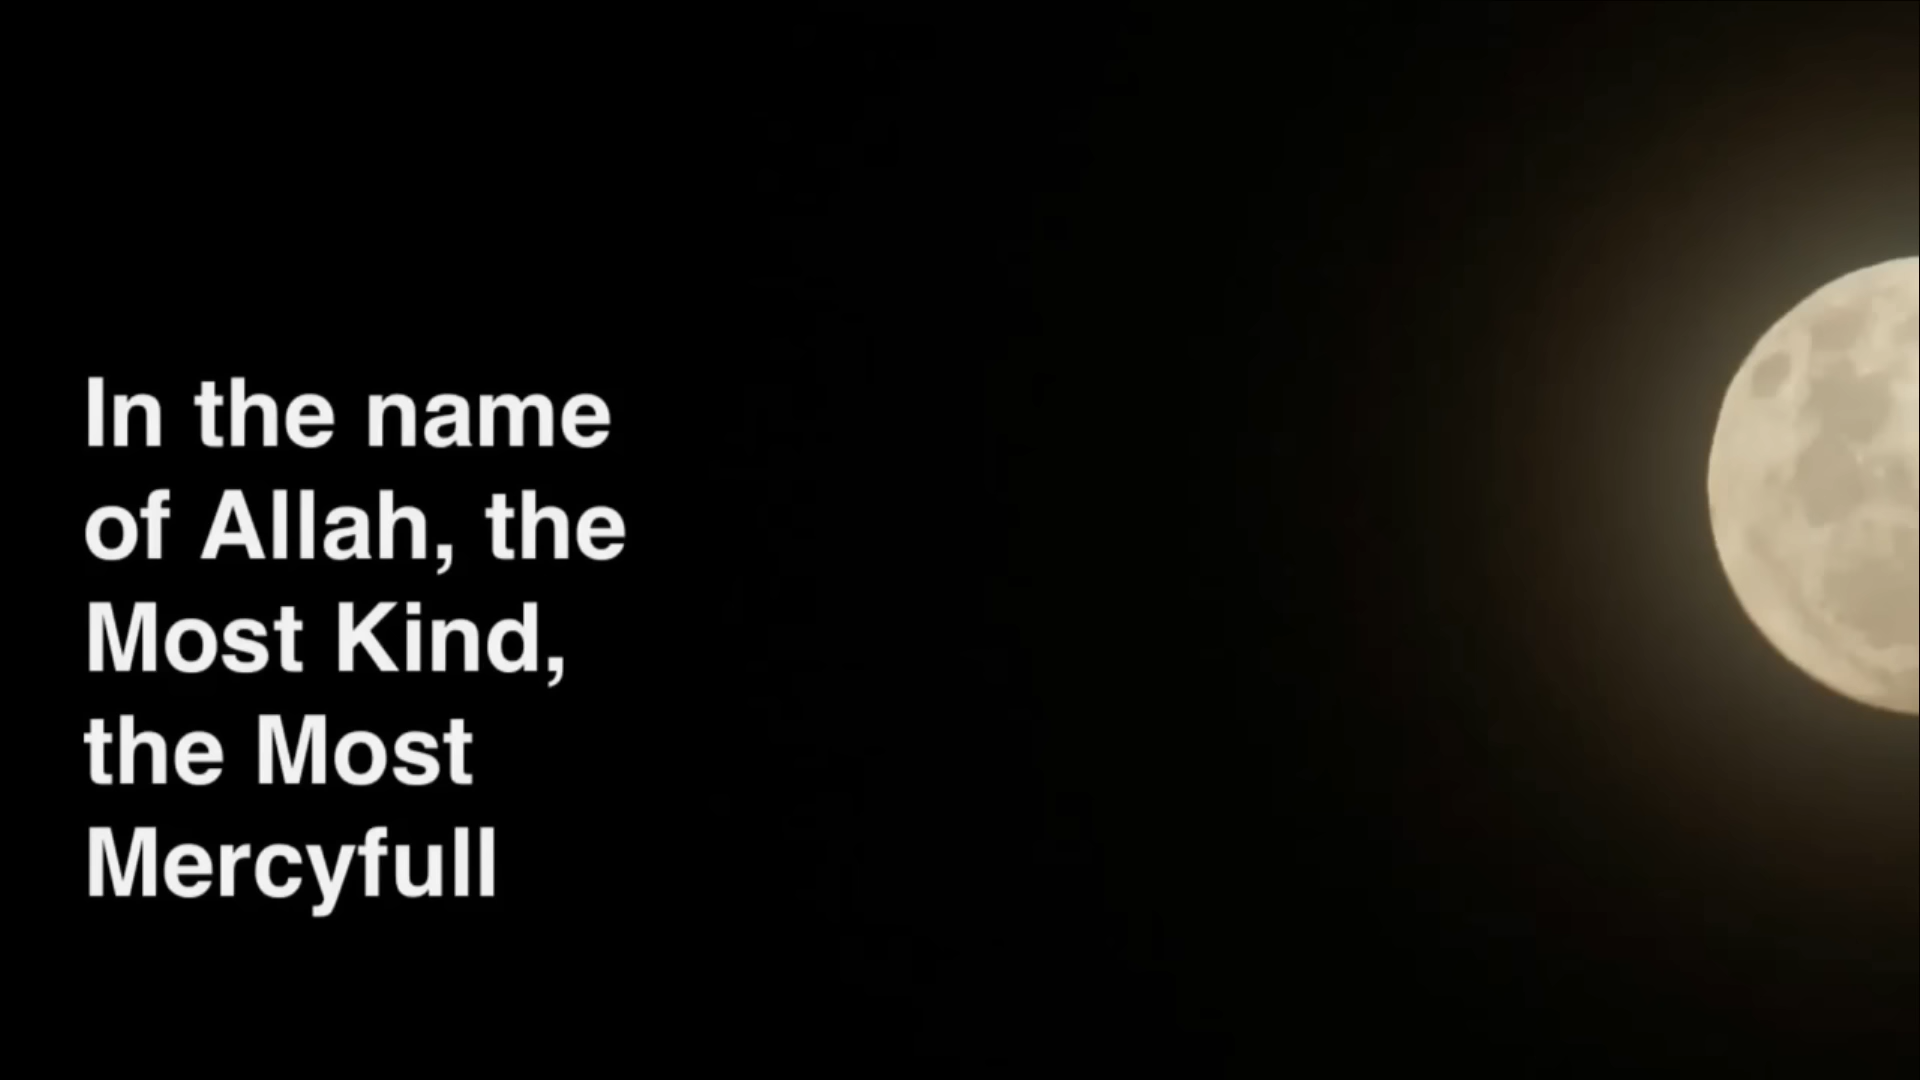 In the name
of Allah, the
Most Kind,
the Most
Mercyfull